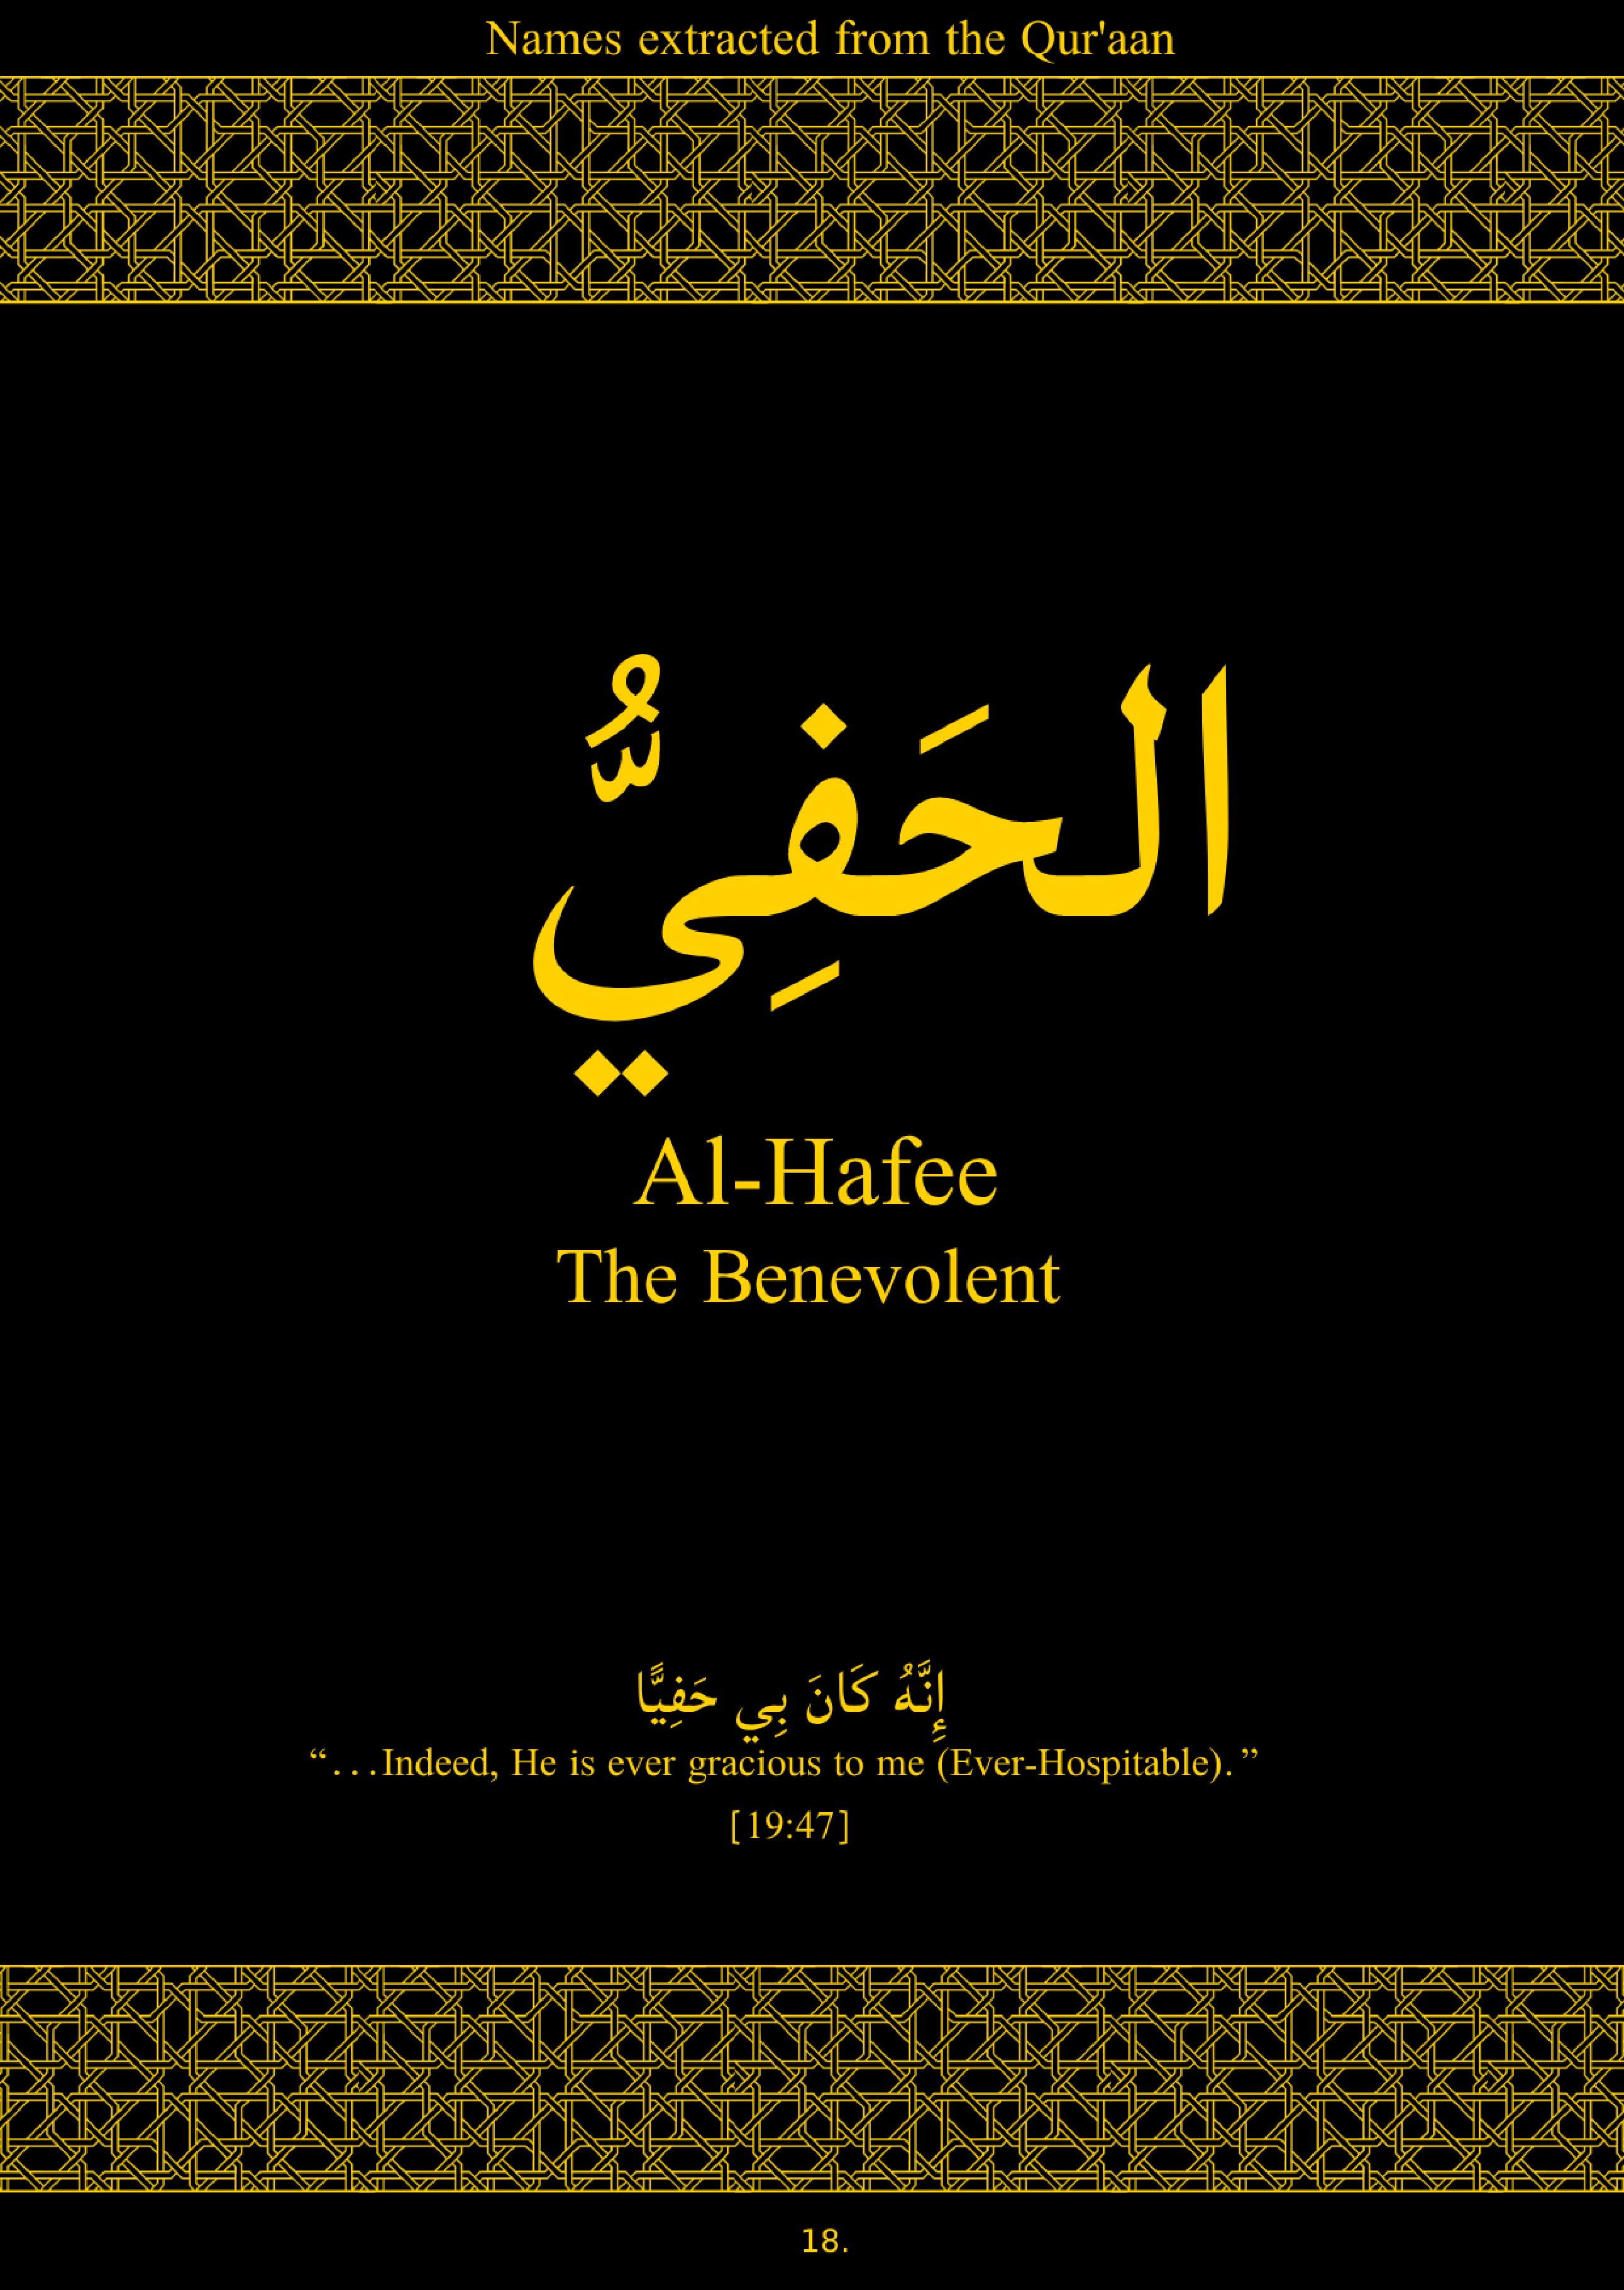 Names extracted from the Qur'aan
الحَفِيُّ
Al-Hafee
The Benevolent
إِنَّهُ كَانَ بِي حَفِيًّا
“...Indeed, He is ever gracious to me (Ever-Hospitable).”
[19:47]
18.